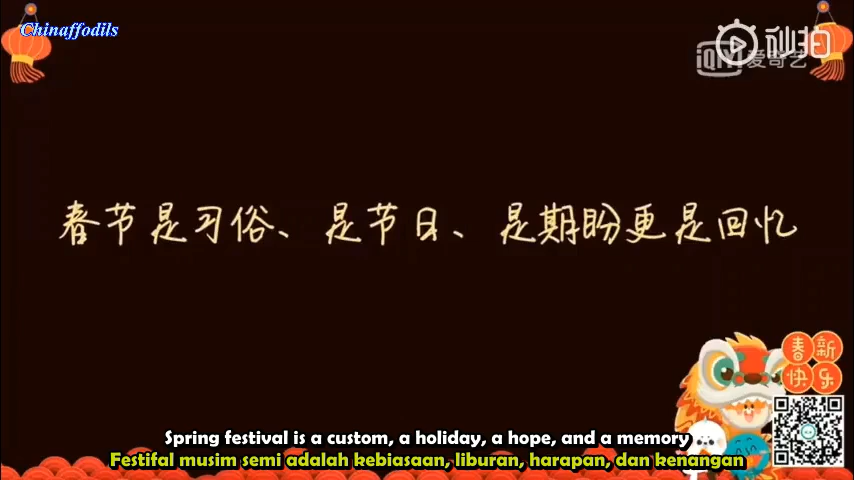 Chinaffodils
秒拍
iQIYI 爱奇艺
春节是习俗、是节日、是期盼更是回忆
春新
快乐
Spring festival is a custom, a holiday, a hope, and a memory
Festifal musim semi adalah kebiasaan, liburan, harapan, dan kenangan